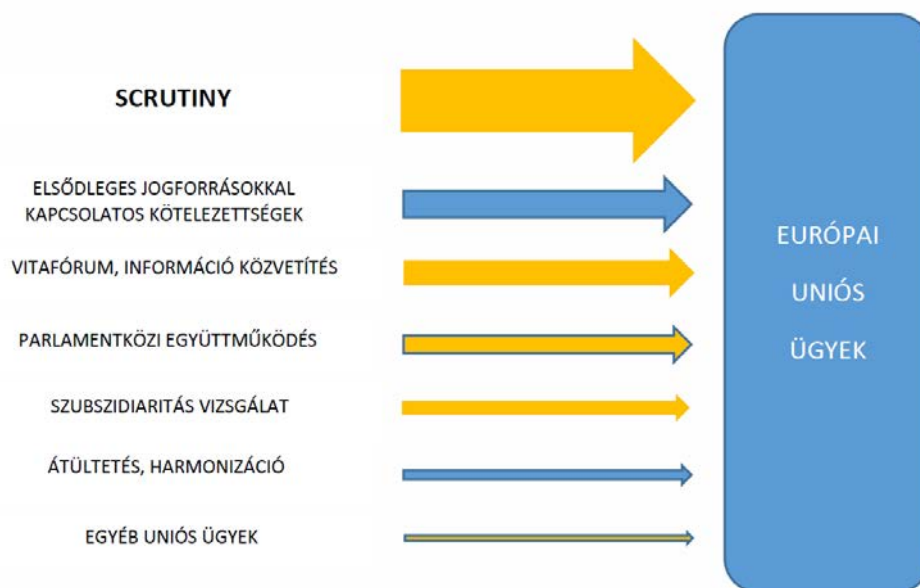 SCRUTINY
ELSŐDLEGES JOGFORRÁSOKKAL
KAPCSOLATOS KÖTELEZETTSÉGEK
VITAFÓRUM, INFORMÁCIÓ KÖZVETÍTÉS
PARLAMENTKÖZI EGYÜTTMŰKÖDÉS
SZUBSZIDIARITÁS VIZSGÁLAT
ÁTÜLTETÉS, HARMONIZÁCIÓ
EGYÉB UNIÓS ÜGYEK
EURÓPAI
UNIÓS
ÜGYEK